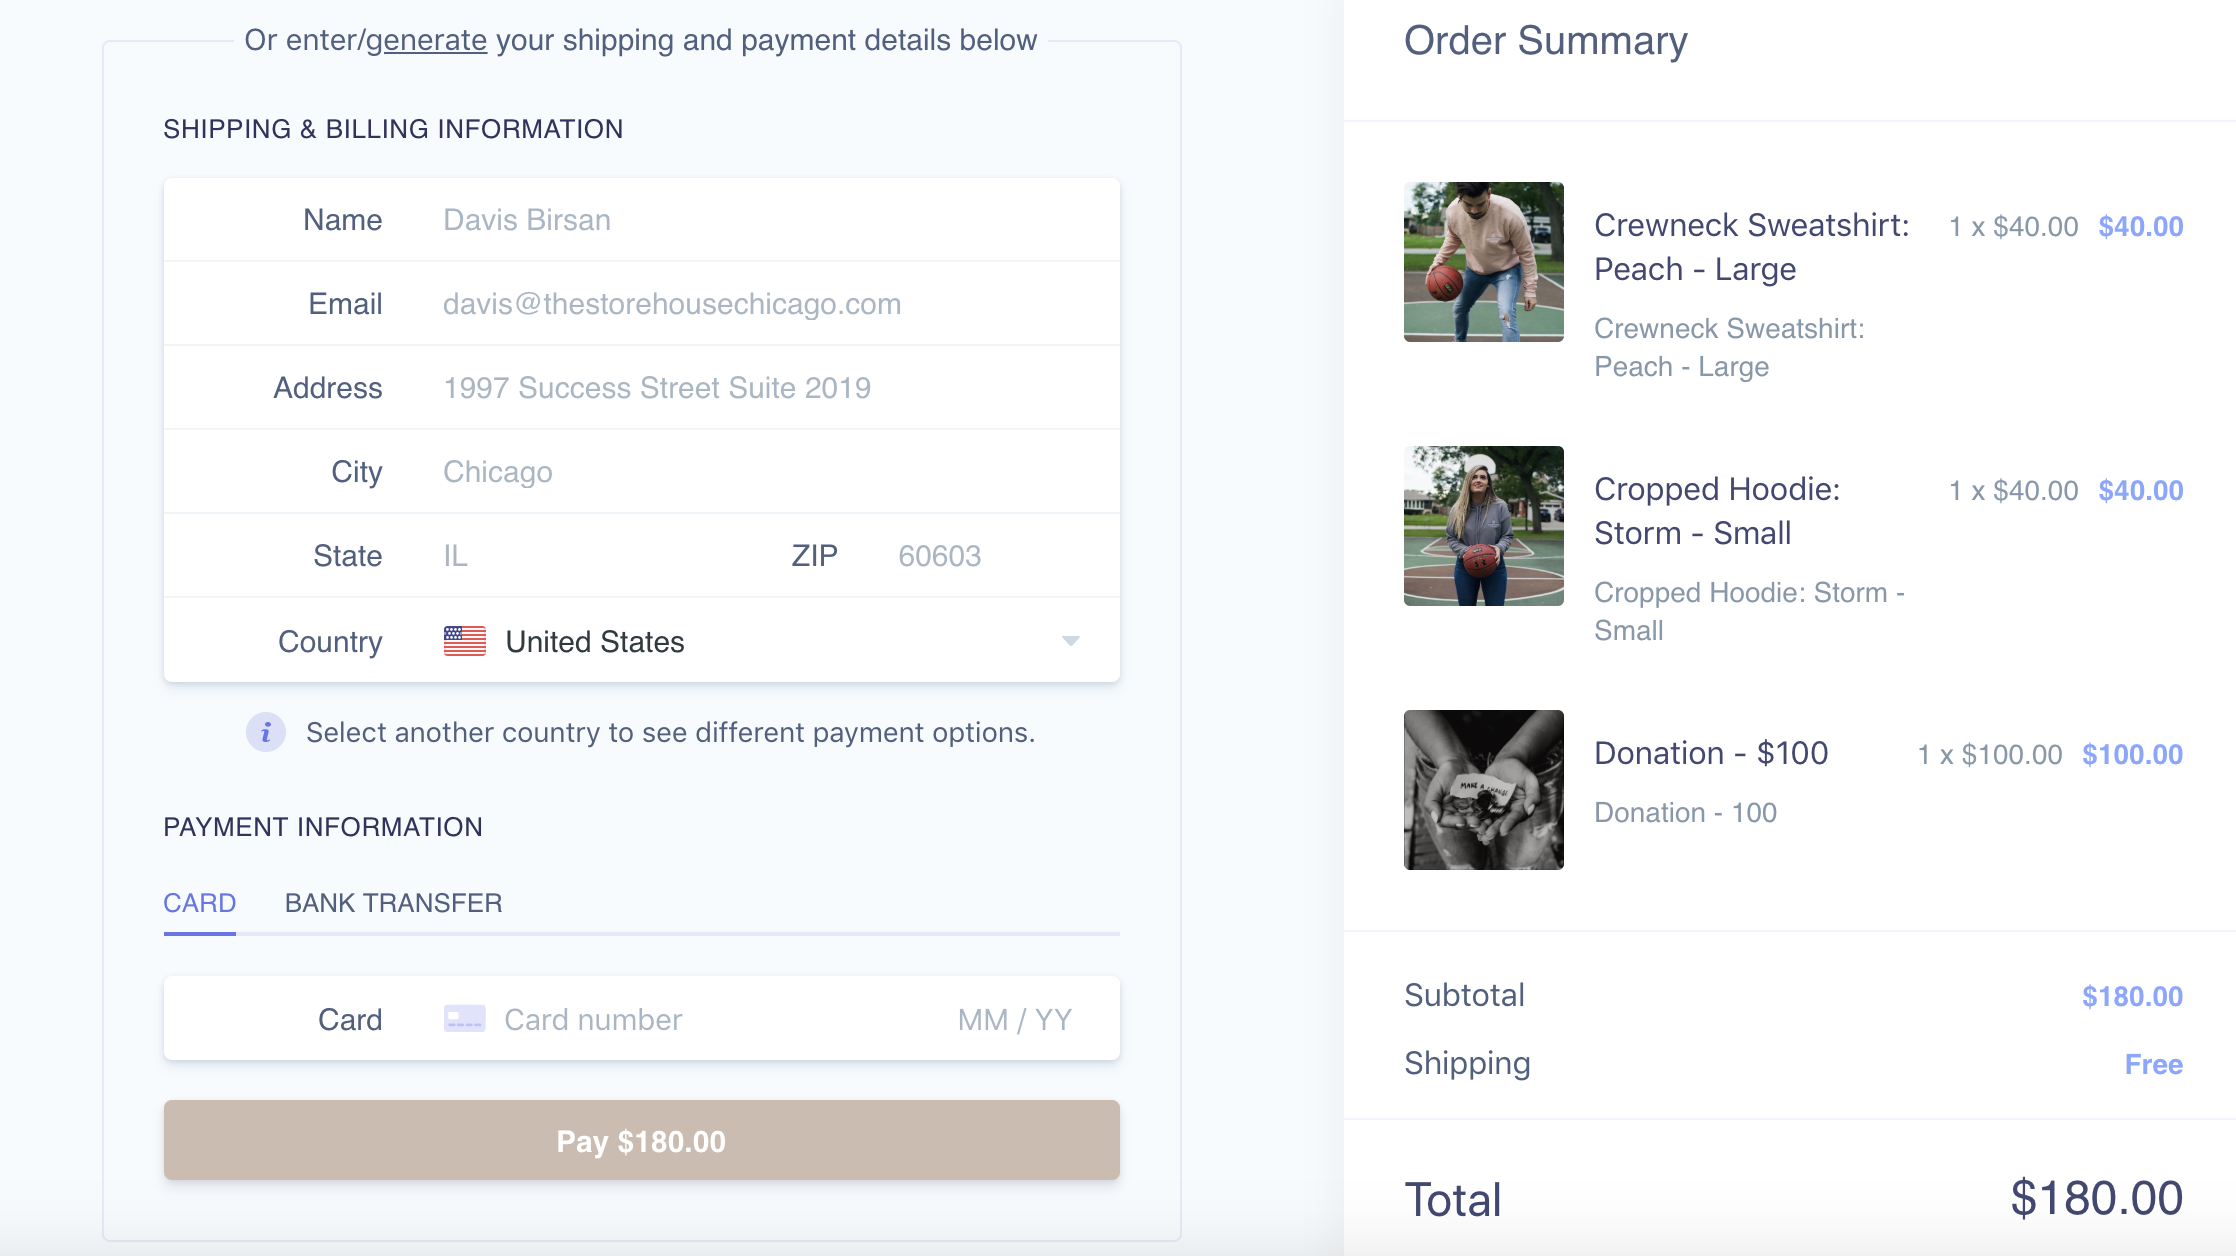 Or enter/generate your shipping and payment details below
SHIPPING & BILLING INFORMATION
Name Davis Birsan
Email davis@thestorehousechicago.com
Address 1997 Success Street Suite 2019
City Chicago
State IL ZIP 60603
Country United States
i Select another country to see different payment options.
PAYMENT INFORMATION
CARD BANK TRANSFER
Card Card number MM / YY
Pay $180.00
Order Summary
Crewneck Sweatshirt: 1 x $40.00 $40.00
Peach - Large
Crewneck Sweatshirt:
Peach - Large
Cropped Hoodie: 1 x $40.00 $40.00
Storm - Small
Cropped Hoodie: Storm -
Small
MAKE A CHANGE
Donation - $100 1 x $100.00 $100.00
Donation - 100
Subtotal $180.00
Shipping Free
Total $180.00